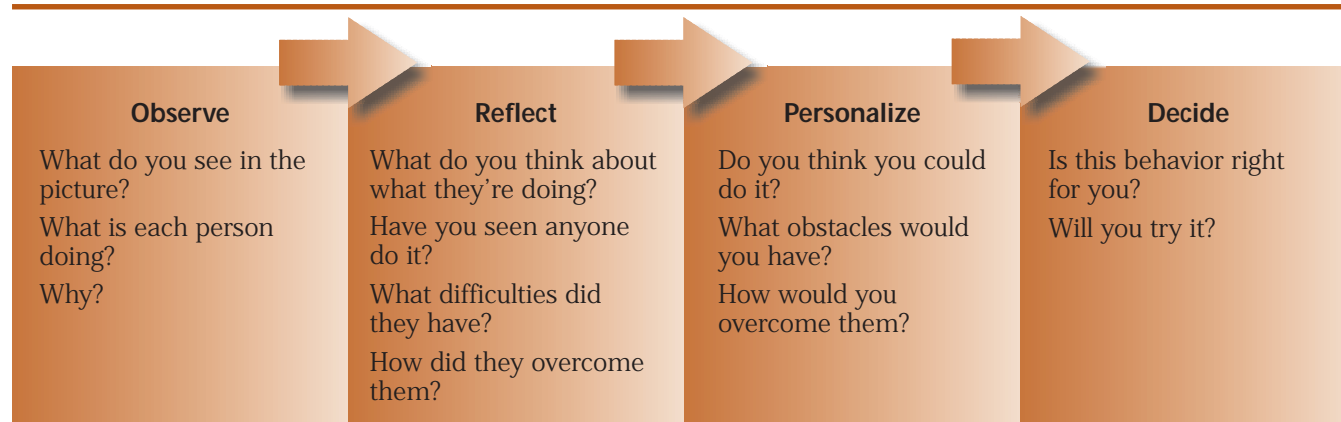 Observe
What do you see in the
picture?
What is each person
doing?
Why?
Reflect
What do you think about
what they're doing?
Have you seen anyone
do it?
What difficulties did
they have?
How did they overcome
them?
Personalize
Do you think you could
do it?
What obstacles would
you have?
How would you
overcome them?
Decide
Is this behavior right
for you?
Will you try it?